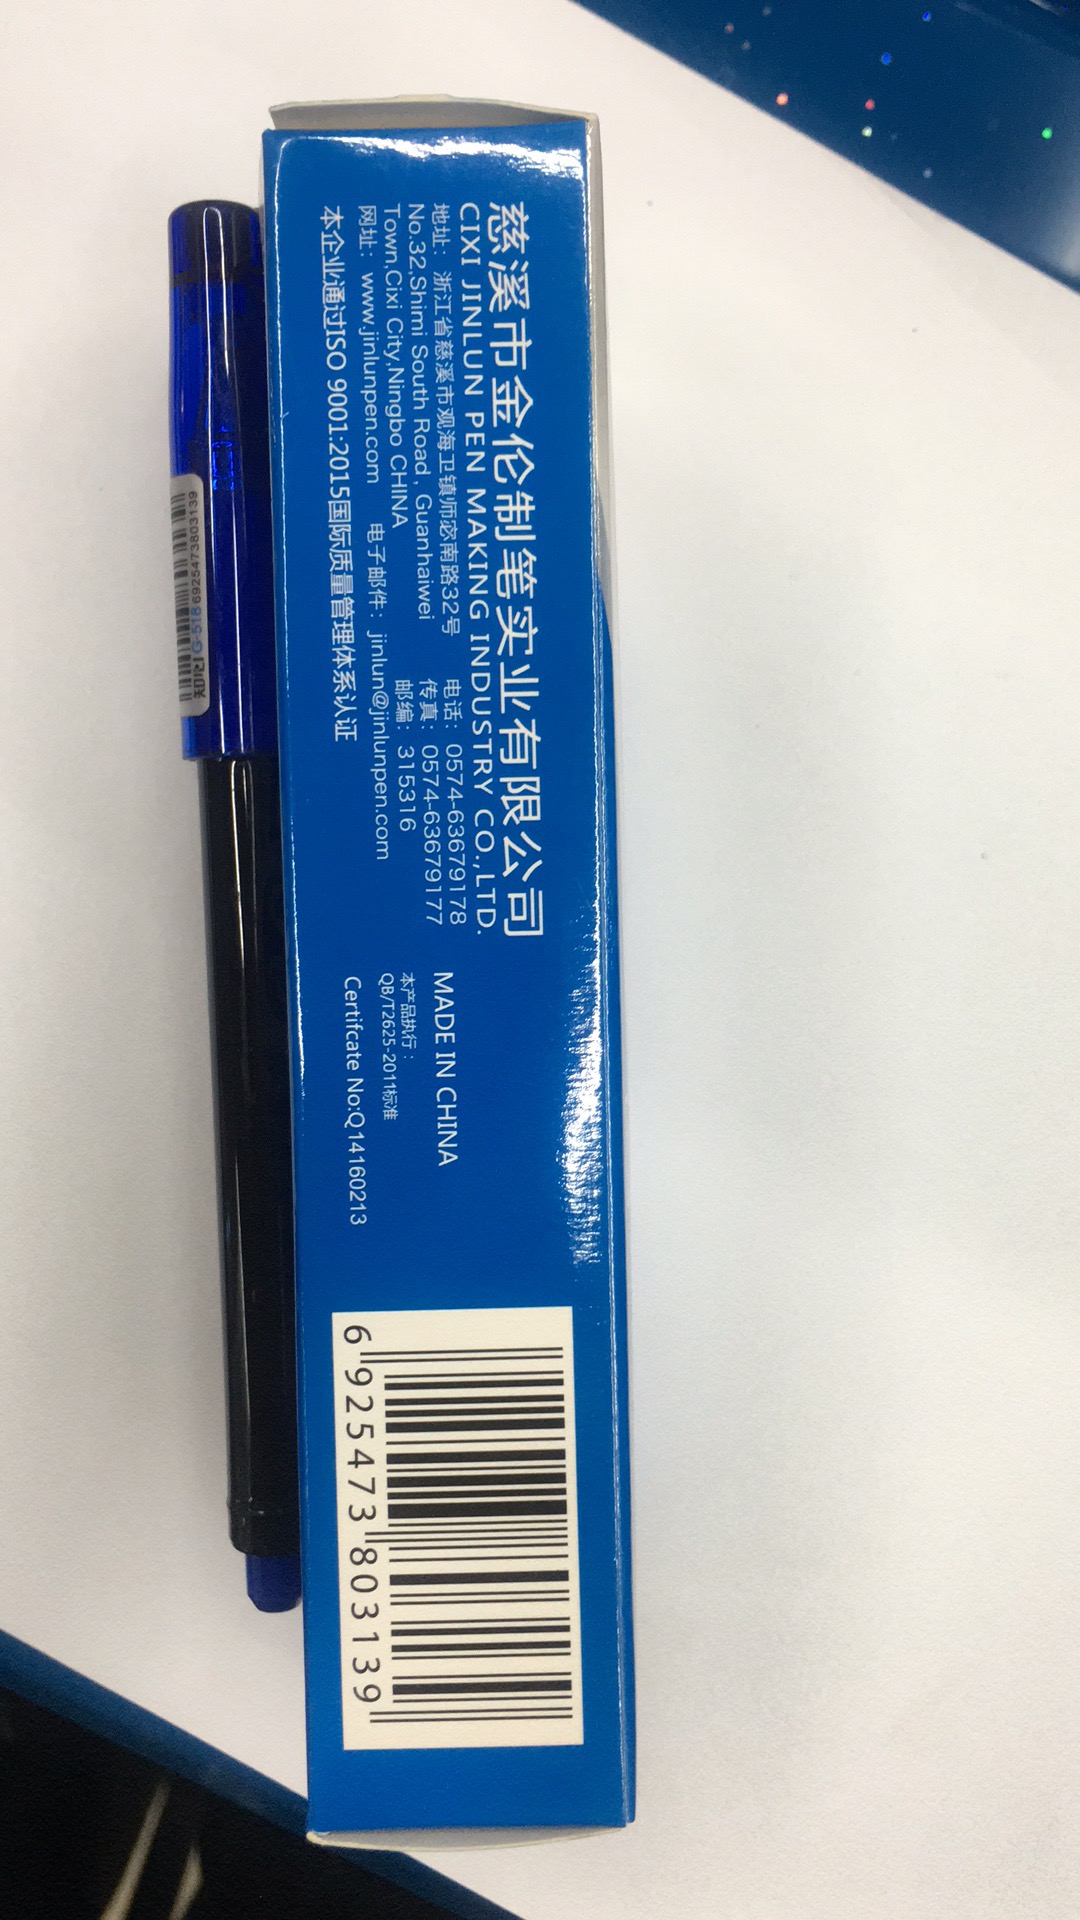 慈溪市金伦制笔实业有限公司
CIXI JINLUN PEN MAKING INDUSTRY CO.,LTD.
地址：浙江省慈溪市观海卫镇师宓南路32号 电话：0574-63679178
No.32,Shimi South Road, Guanhaiwei 传真：0574-63679177
Town,Cixi City,Ningbo CHINA 邮编：315316
网址：www.jinlunpen.com 电子邮件：jinlun@jinlunpen.com
本企业通过ISO 9001:2015国际质量管理体系认证
MADE IN CHINA
本产品执行：
QB/T2625-2011标准
Certifcate No:Q14160213
6 925473 803139
G-518
6925473803139